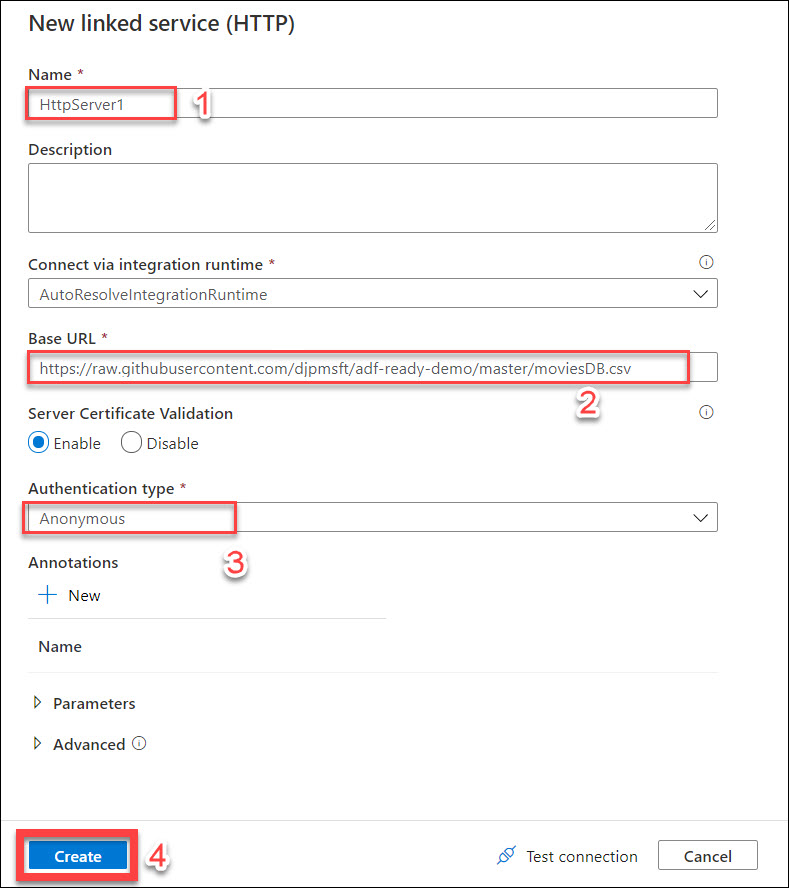 New linked service (HTTP)
Name *
HttpServer1
1
Description
Connect via integration runtime *
AutoResolveIntegrationRuntime
Base URL *
https://raw.githubusercontent.com/djpmsft/adf-ready-demo/master/moviesDB.csv
2
Server Certificate Validation
Enable Disable
Authentication type *
Anonymous
3
Annotations
New
Name
Parameters
Advanced
Create 4 Test connection Cancel